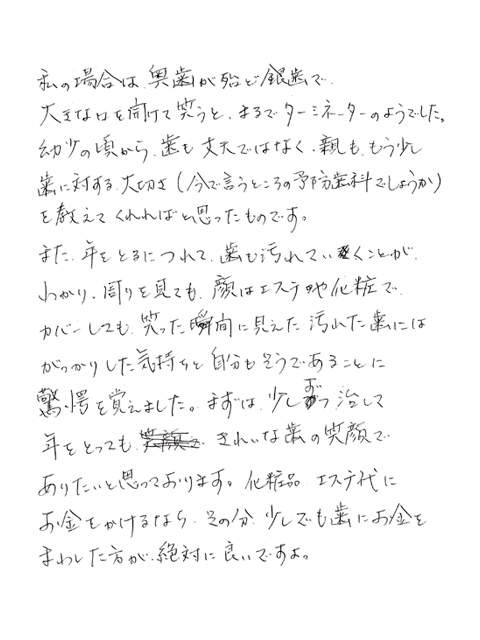 私の場合は、奥歯が殆ど銀歯で、
大きな口を開けて笑うと、まるでターミネーターのようでした。
幼少の頃から、歯も丈夫ではなく、親も、もう少し
歯に対する、大切さ(今で言うところの予防歯科でしょうか)
を教えてくれればと思ったものです。
また、年をとるにつれて、歯も汚れていくことが、
わかり、周りを見ても、顔はエステや化粧で、
カバーしても、笑った瞬間に見えた汚れた歯には
がっかりした気持ちと自分もそうであることに
驚愕を覚えました。まずは、少しずつ治して
年をとっても、きれいな歯の笑顔で
ありたいと思っております。化粧品、エステ代に
お金をかけるなら、その分、少しでも歯にお金を
まわした方が、絶対に良いですよ。